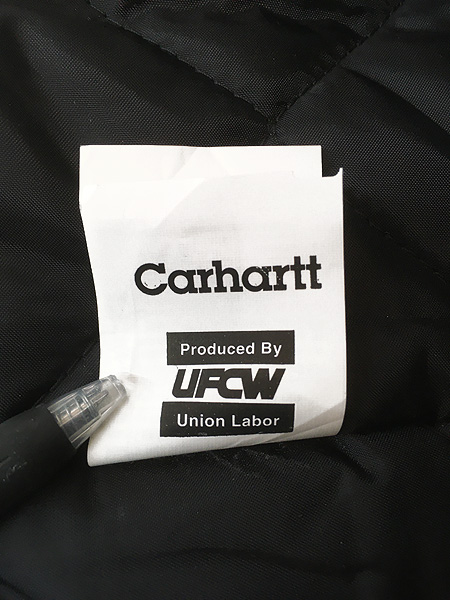 Carhartt
Produced By
UFCW
Union Labor